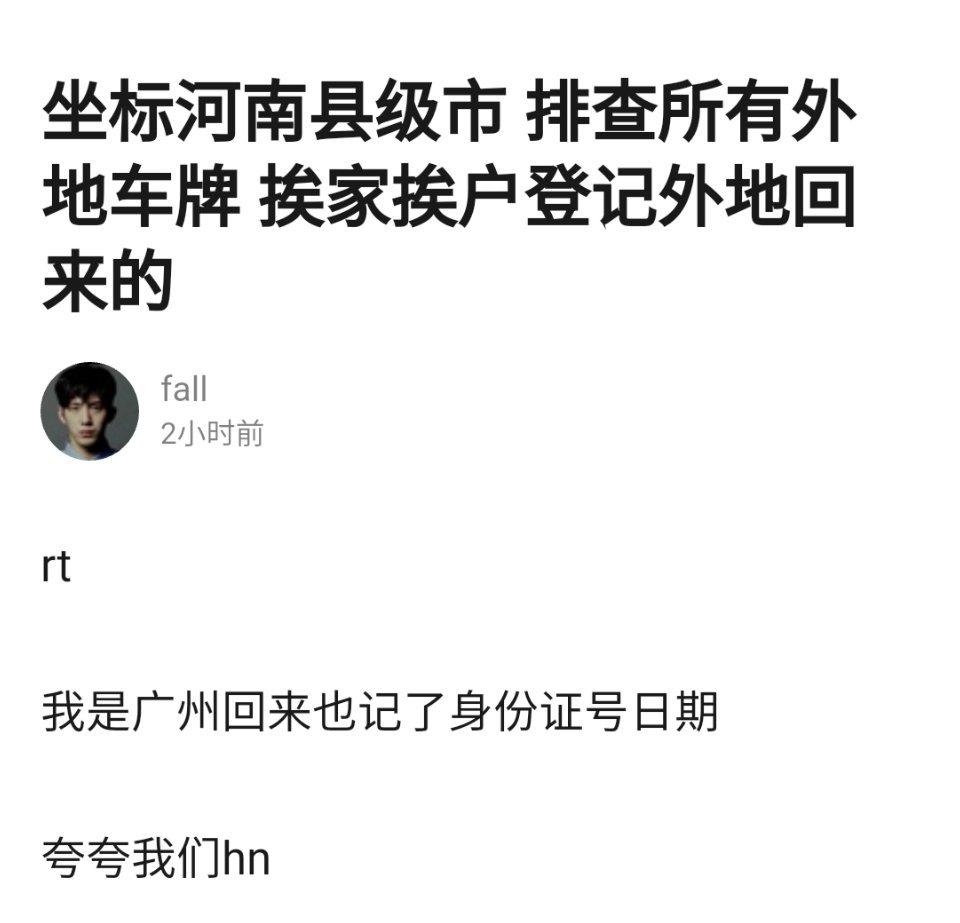 坐标河南县级市 排查所有外
地车牌 挨家挨户登记外地回
来的
fall
2小时前
rt
我是广州回来也记了身份证号日期
夸夸我们hn